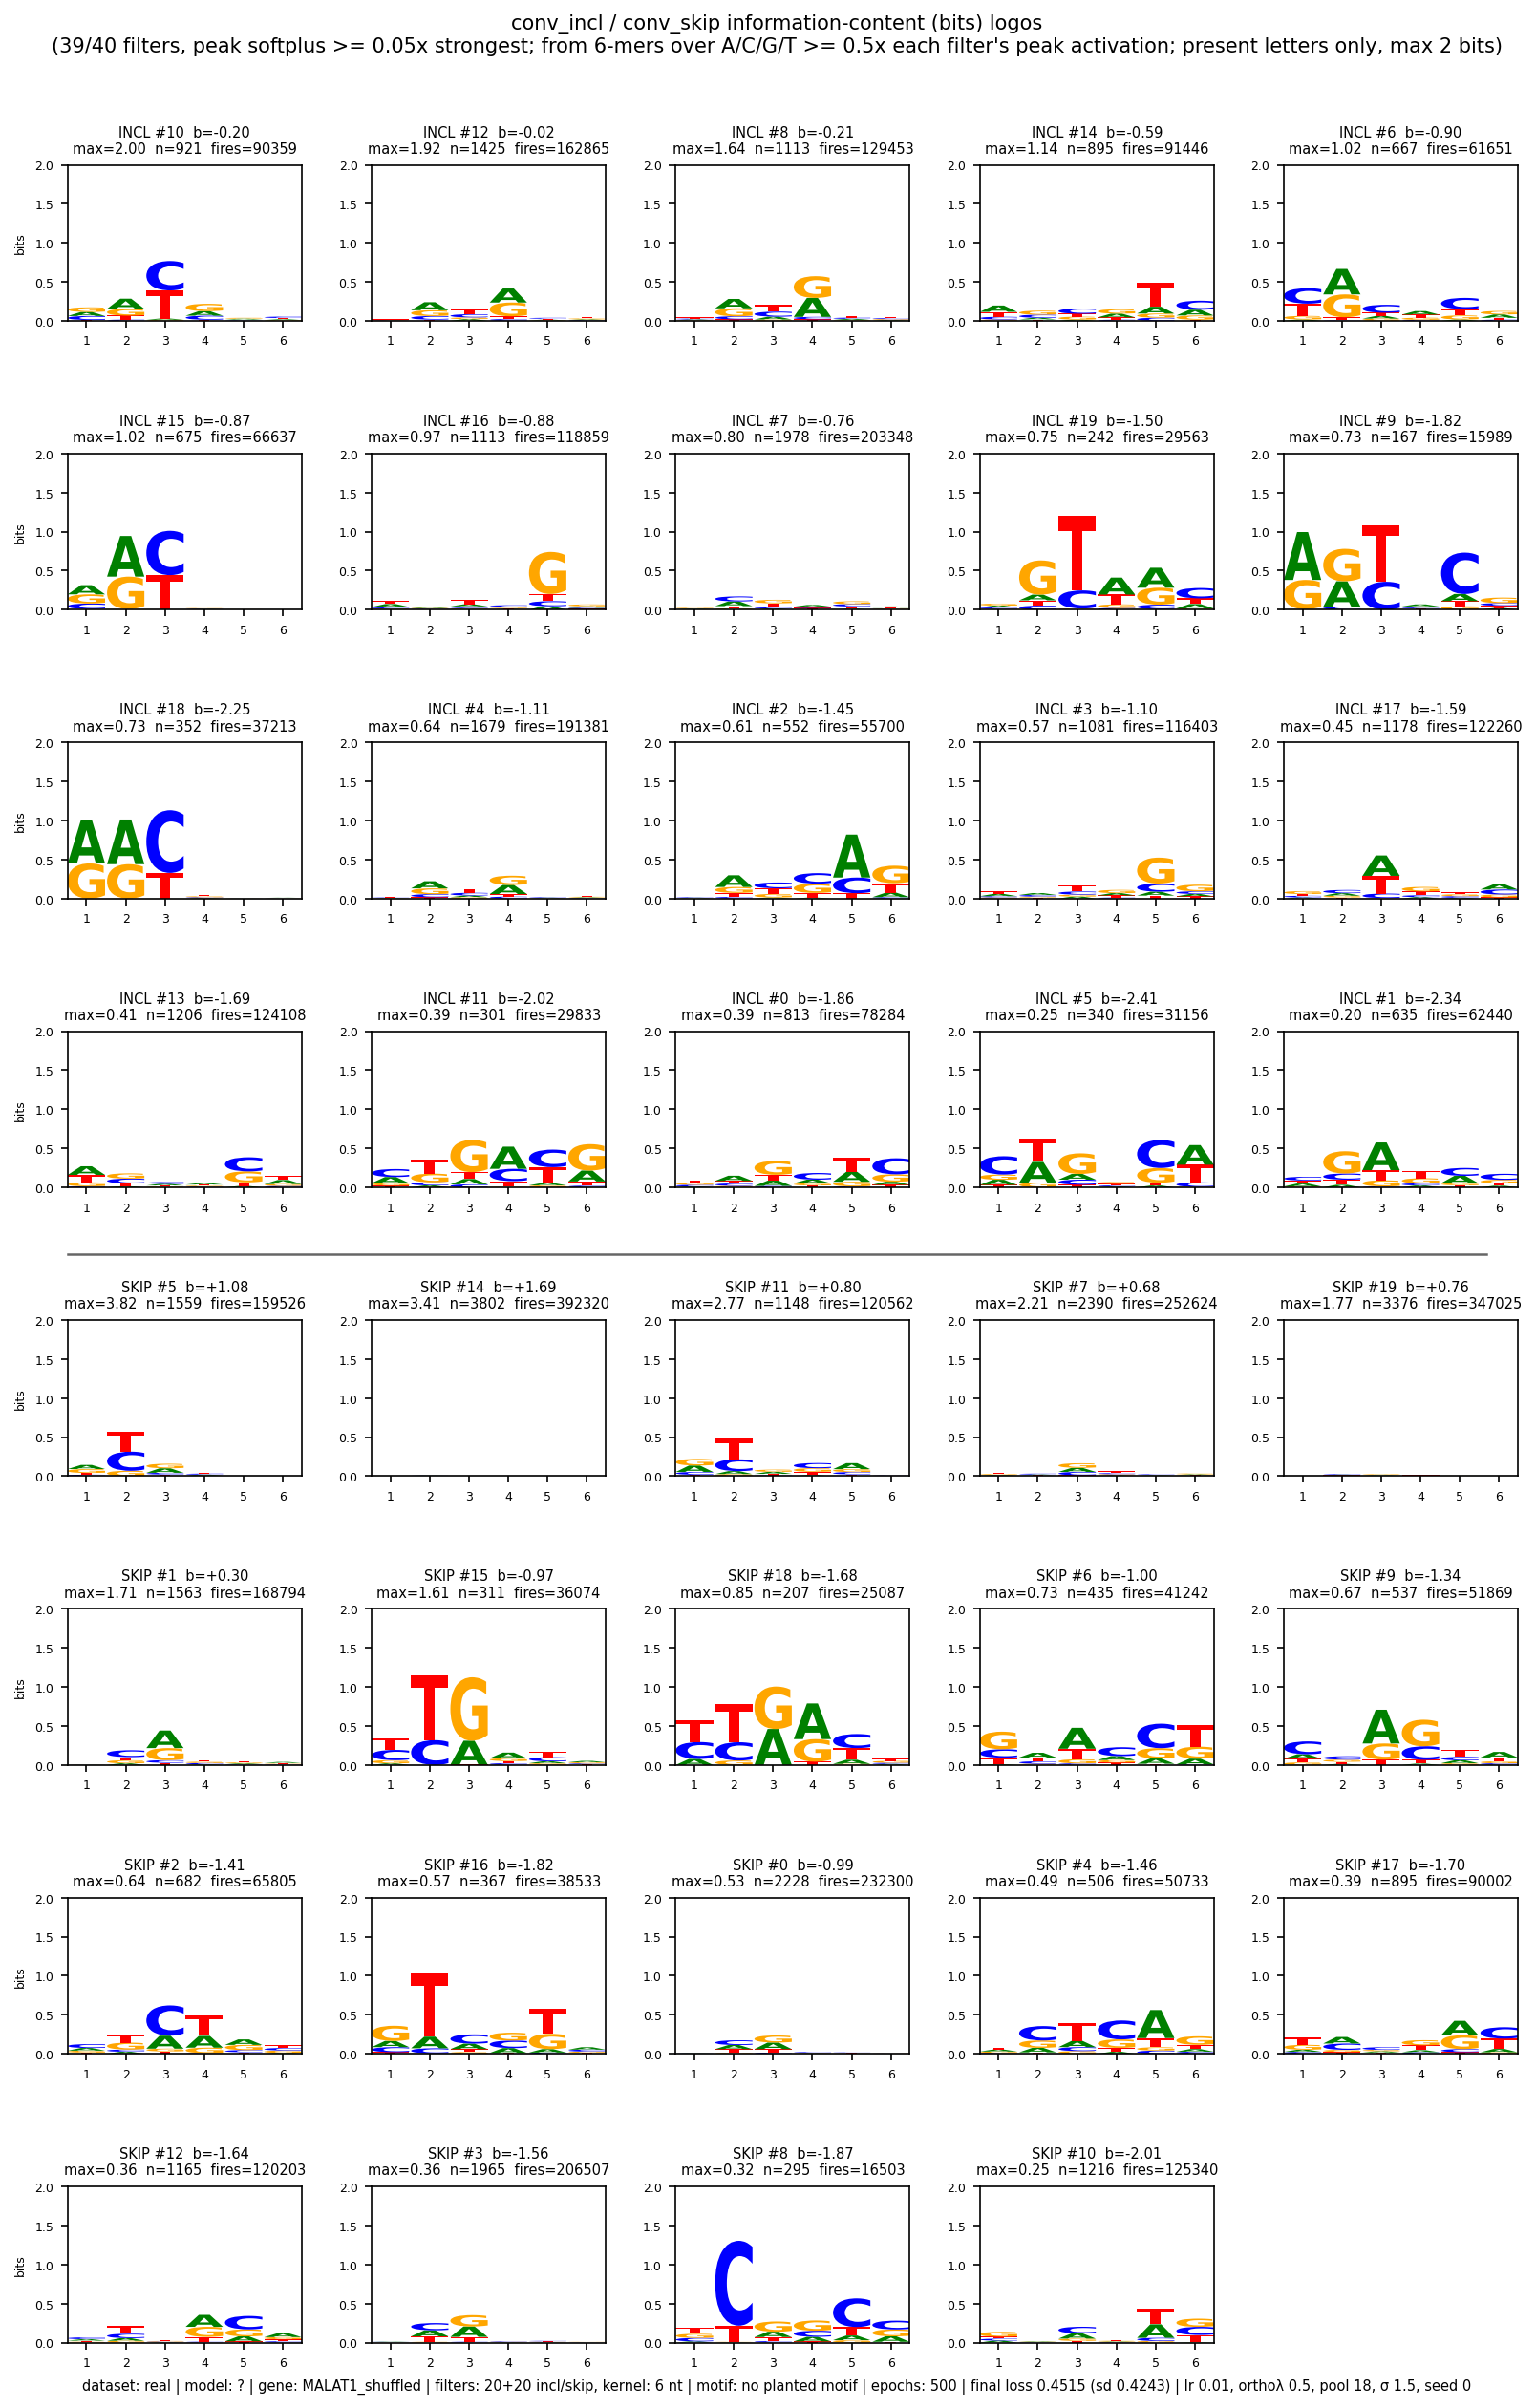 conv_incl / conv_skip information-content (bits) logos
(39/40 filters, peak softplus >= 0.05x strongest; from 6-mers over A/C/G/T >= 0.5x each filter's peak activation; present letters only, max 2 bits)
INCL #10 b=-0.20
max=2.00 n=921 fires=90359
INCL #12 b=-0.02
max=1.92 n=1425 fires=162865
INCL #8 b=-0.21
max=1.64 n=1113 fires=129453
INCL #14 b=-0.59
max=1.14 n=895 fires=91446
INCL #6 b=-0.90
max=1.02 n=667 fires=61651
INCL #15 b=-0.87
max=1.02 n=675 fires=66637
INCL #16 b=-0.88
max=0.97 n=1113 fires=118859
INCL #7 b=-0.76
max=0.80 n=1978 fires=203348
INCL #19 b=-1.50
max=0.75 n=242 fires=29563
INCL #9 b=-1.82
max=0.73 n=167 fires=15989
INCL #18 b=-2.25
max=0.73 n=352 fires=37213
INCL #4 b=-1.11
max=0.64 n=1679 fires=191381
INCL #2 b=-1.45
max=0.61 n=552 fires=55700
INCL #3 b=-1.10
max=0.57 n=1081 fires=116403
INCL #17 b=-1.59
max=0.45 n=1178 fires=122260
INCL #13 b=-1.69
max=0.41 n=1206 fires=124108
INCL #11 b=-2.02
max=0.39 n=301 fires=29833
INCL #0 b=-1.86
max=0.39 n=813 fires=78284
INCL #5 b=-2.41
max=0.25 n=340 fires=31156
INCL #1 b=-2.34
max=0.20 n=635 fires=62440
SKIP #5 b=+1.08
max=3.82 n=1559 fires=159526
SKIP #14 b=+1.69
max=3.41 n=3802 fires=392320
SKIP #11 b=+0.80
max=2.77 n=1148 fires=120562
SKIP #7 b=+0.68
max=2.21 n=2390 fires=252624
SKIP #19 b=+0.76
max=1.77 n=3376 fires=347025
SKIP #1 b=+0.30
max=1.71 n=1563 fires=168794
SKIP #15 b=-0.97
max=1.61 n=311 fires=36074
SKIP #18 b=-1.68
max=0.85 n=207 fires=25087
SKIP #6 b=-1.00
max=0.73 n=435 fires=41242
SKIP #9 b=-1.34
max=0.67 n=537 fires=51869
SKIP #2 b=-1.41
max=0.64 n=682 fires=65805
SKIP #16 b=-1.82
max=0.57 n=367 fires=38533
SKIP #0 b=-0.99
max=0.53 n=2228 fires=232300
SKIP #4 b=-1.46
max=0.49 n=506 fires=50733
SKIP #17 b=-1.70
max=0.39 n=895 fires=90002
SKIP #12 b=-1.64
max=0.36 n=1165 fires=120203
SKIP #3 b=-1.56
max=0.36 n=1965 fires=206507
SKIP #8 b=-1.87
max=0.32 n=295 fires=16503
SKIP #10 b=-2.01
max=0.25 n=1216 fires=125340
dataset: real | model: ? | gene: MALAT1_shuffled | filters: 20+20 incl/skip, kernel: 6 nt | motif: no planted motif | epochs: 500 | final loss 0.4515 (sd 0.4243) | lr 0.01, orthoλ 0.5, pool 18, σ 1.5, seed 0